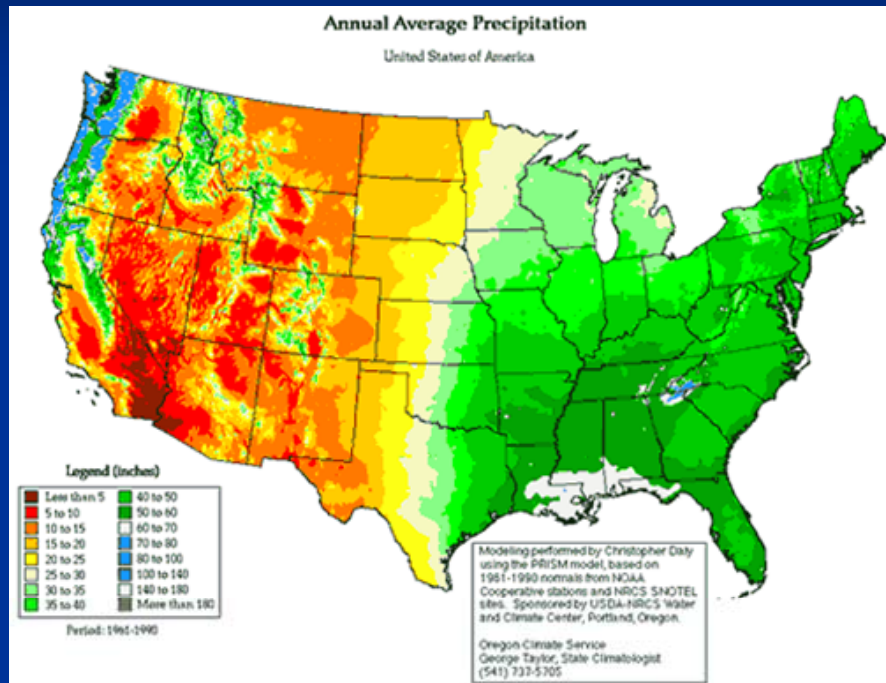 Annual Average Precipitation
United States of America
Legend (inches)
Less than 5
5 to 10
10 to 15
15 to 20
20 to 25
25 to 30
30 to 35
35 to 40
40 to 50
50 to 60
60 to 70
70 to 80
80 to 100
100 to 140
140 to 180
More than 180
Period: 1961-1990
Modeling performed by Christopher Daly
using the PRISM model, based on
1961-1990 normals from NOAA
Cooperative stations and NRCS SNOTEL
sites. Sponsored by USDA-NRCS Water
and Climate Center, Portland, Oregon.
Oregon Climate Service
George Taylor, State Climatologist
(541) 737-5705